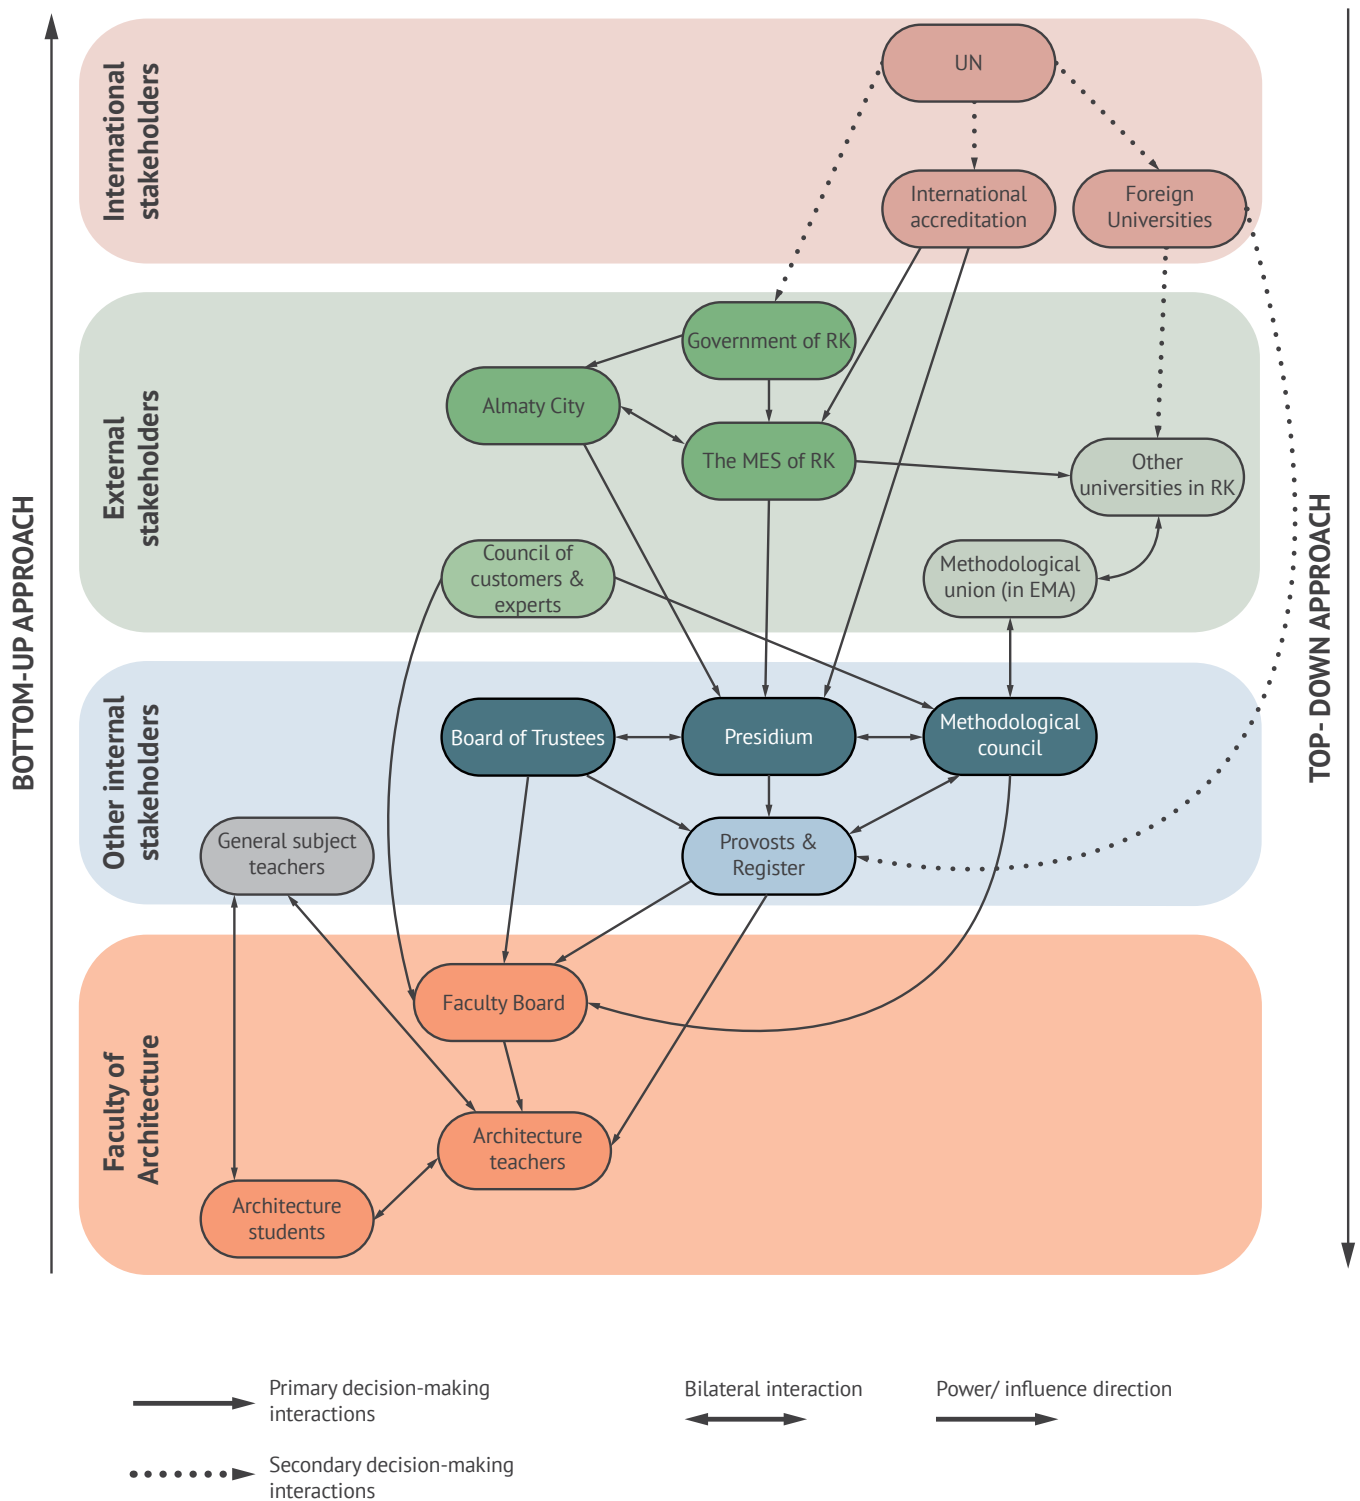 International
stakeholders
UN
International
accreditation
Foreign
Universities
External
stakeholders
Government of RK
Almaty City
The MES of RK
Other
universities in RK
Council of
customers &
experts
Methodological
union (in EMA)
BOTTOM-UP APPROACH
TOP- DOWN APPROACH
Other internal
stakeholders
Board of Trustees
Presidium
Methodological
council
General subject
teachers
Provosts &
Register
Faculty of
Architecture
Faculty Board
Architecture
teachers
Architecture
students
Primary decision-making
interactions
Bilateral interaction
Power/ influence direction
Secondary decision-making
interactions